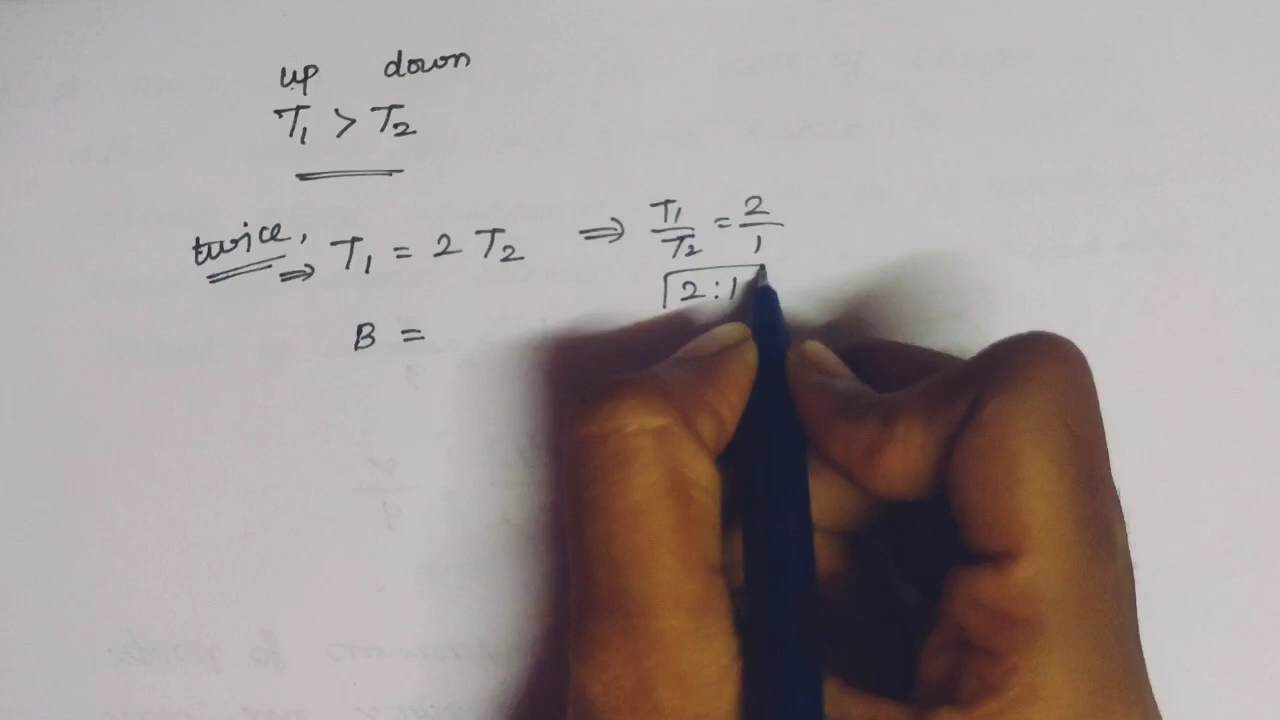 up down
T1 > T2
twice, ⇒ T1 = 2 T2 ⇒ T1/T2 = 2/1
2:1
B =